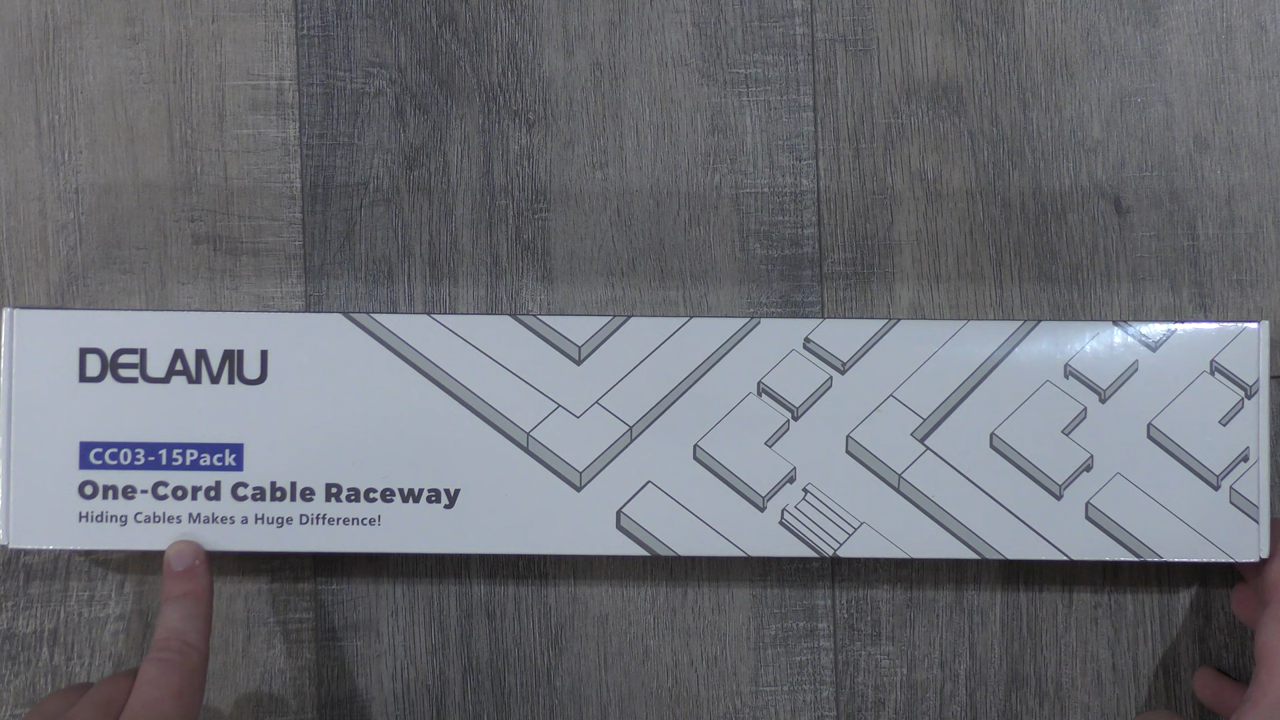 DELAMU
CC03-15Pack
One-Cord Cable Raceway
Hiding Cables Makes a Huge Difference!